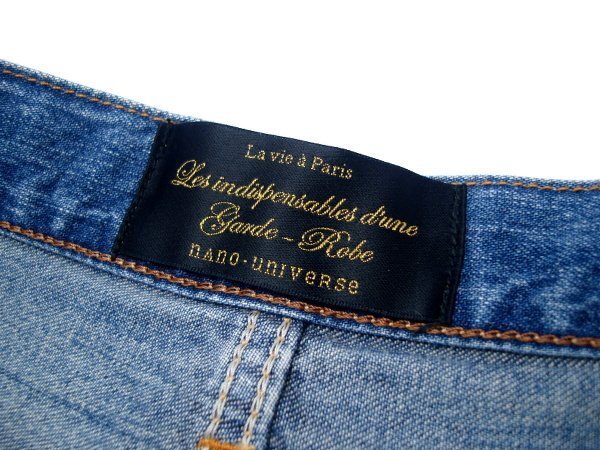 La vie à Paris
Les indispensables d'une
Garde - Robe
nAno·universe